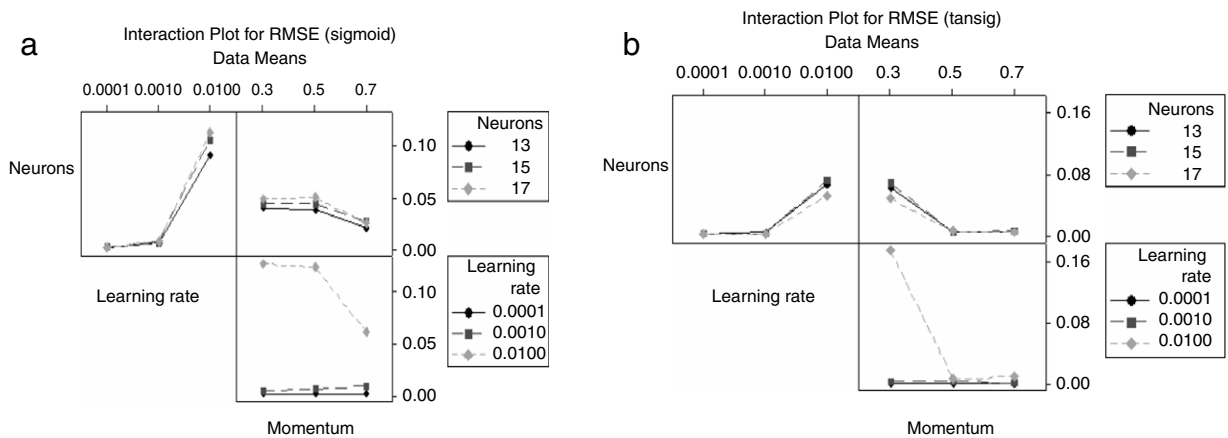 a
Interaction Plot for RMSE (sigmoid)
Data Means
0.0001 0.0010 0.0100 0.3 0.5 0.7
Neurons
0.10
0.05
0.00
Neurons
13
15
17
Learning rate
0.10
0.05
0.00
Learning
rate
0.0001
0.0010
0.0100
Momentum
b
Interaction Plot for RMSE (tansig)
Data Means
0.0001 0.0010 0.0100 0.3 0.5 0.7
Neurons
0.16
0.08
0.00
Neurons
13
15
17
Learning rate
0.16
0.08
0.00
Learning
rate
0.0001
0.0010
0.0100
Momentum